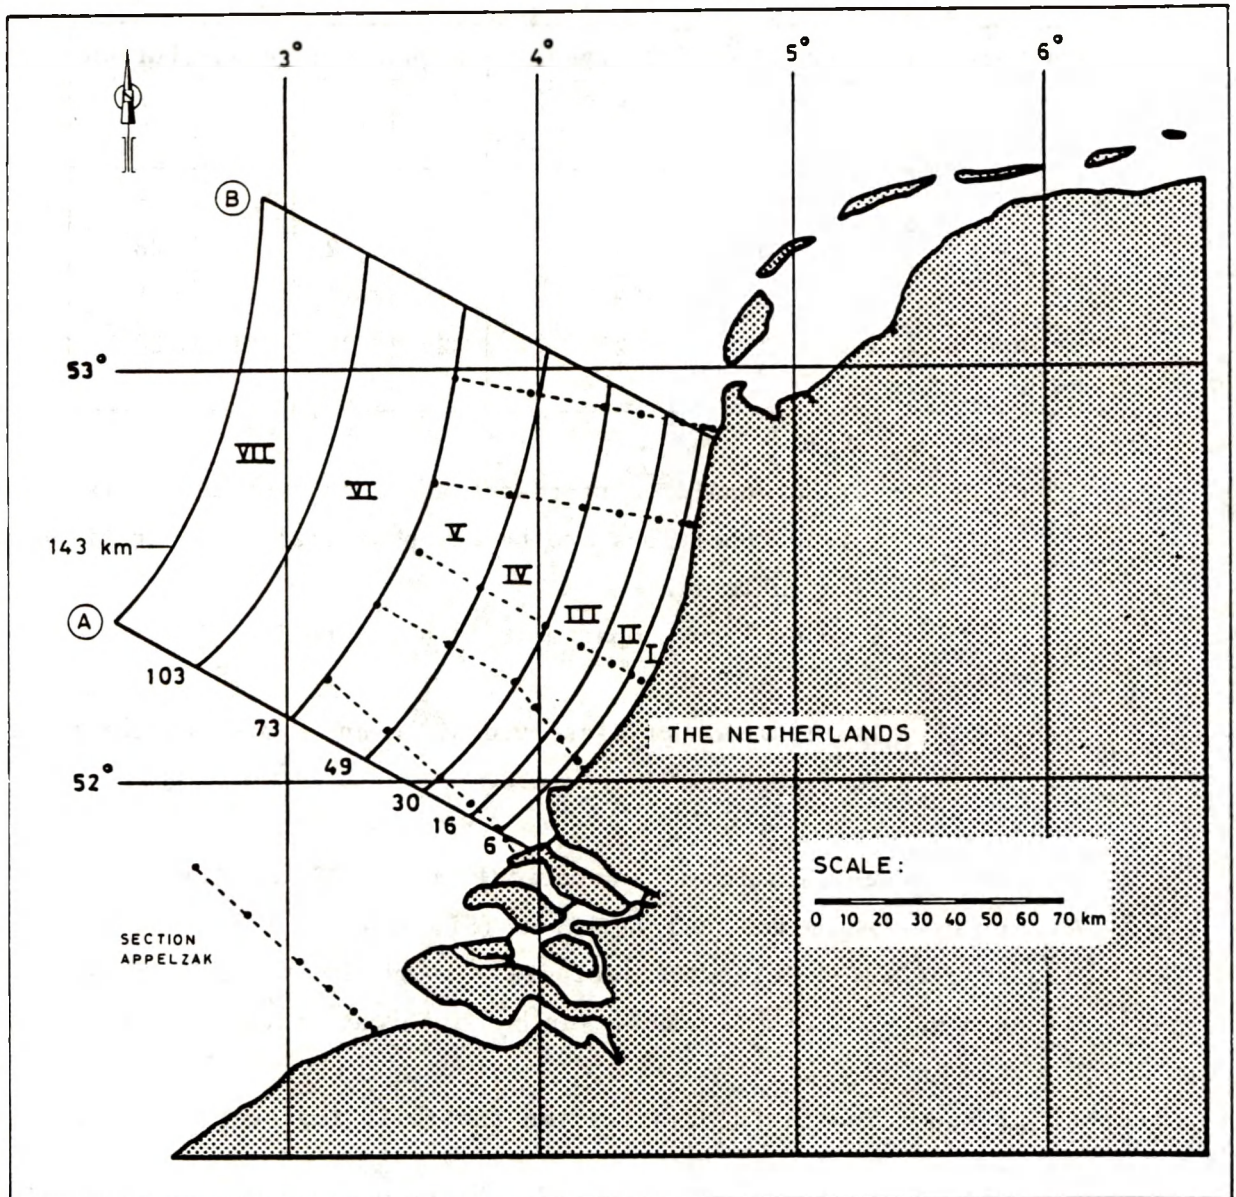 3° 4° 5° 6°
N
B
53°
VII
VI
V
143 km
IV
III
A
II
I
103
73
THE NETHERLANDS
49
52°
30
16
6
SCALE :
0 10 20 30 40 50 60 70 km
SECTION
APPELZAK